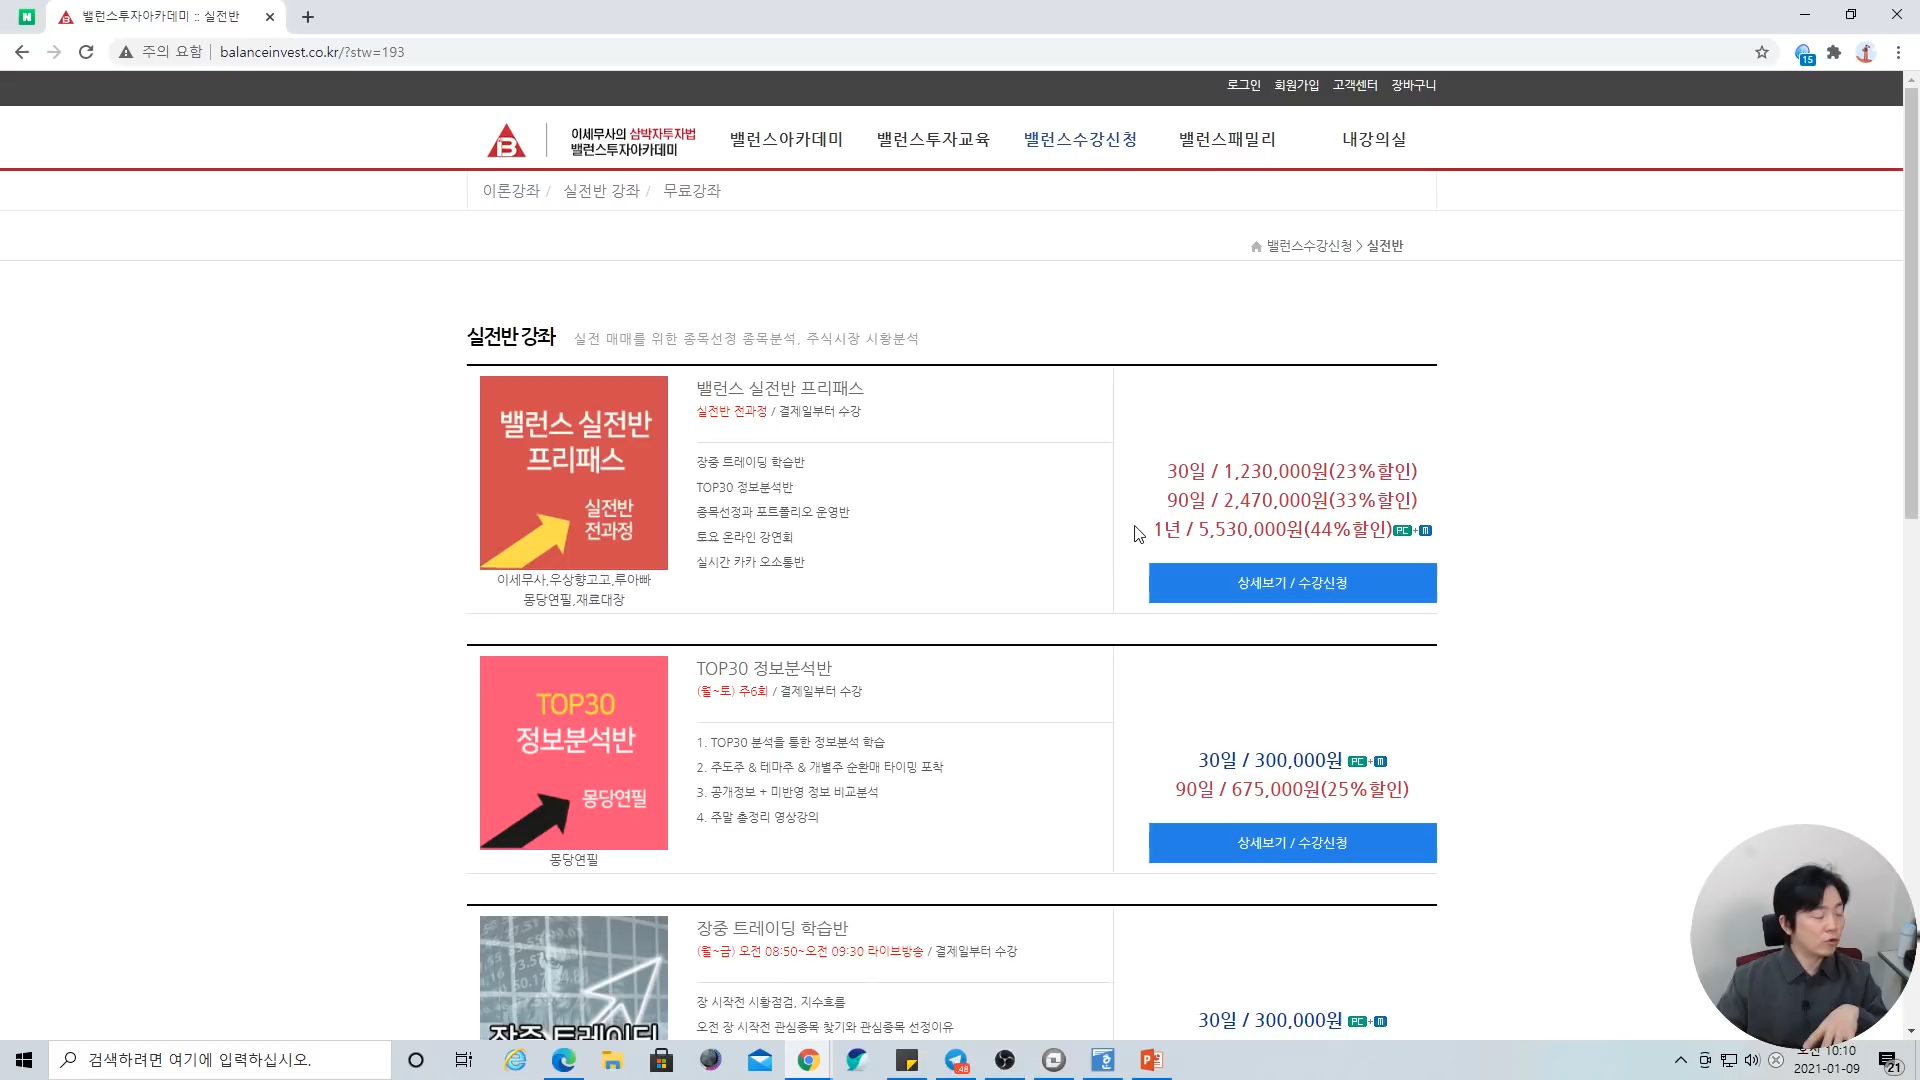 밸런스투자아카데미 :: 실전반
주의 요함
balanceinvest.co.kr/?stw=193
15
로그인 회원가입 고객센터 장바구니
이세무사의 삼박자투자법
밸런스투자아카데미
밸런스아카데미 밸런스투자교육 밸런스수강신청 밸런스패밀리 내강의실
이론강좌 / 실전반 강좌 / 무료강좌
밸런스수강신청 > 실전반
실전반 강좌 실전 매매를 위한 종목선정 종목분석, 주식시장 시황분석
밸런스 실전반
프리패스
실전반
전과정
이세무사,우상향고고,루아빠
몽당연필,재료대장
밸런스 실전반 프리패스
실전반 전과정 / 결제일부터 수강
장중 트레이딩 학습반
TOP30 정보분석반
종목선정과 포트폴리오 운영반
토요 온라인 강연회
실시간 카카 오소통반
30일 / 1,230,000원(23%할인)
90일 / 2,470,000원(33%할인)
1년 / 5,530,000원(44%할인) PC+M
상세보기 / 수강신청
TOP30
정보분석반
몽당연필
몽당연필
TOP30 정보분석반
(월~토) 주6회 / 결제일부터 수강
1. TOP30 분석을 통한 정보분석 학습
2. 주도주 & 테마주 & 개별주 순환매 타이밍 포착
3. 공개정보 + 미반영 정보 비교분석
4. 주말 총정리 영상강의
30일 / 300,000원 PC+M
90일 / 675,000원(25%할인)
상세보기 / 수강신청
장중 트레이딩
장중 트레이딩 학습반
(월~금) 오전 08:50~오전 09:30 라이브방송 / 결제일부터 수강
장 시작전 시황점검, 지수흐름
오전 장 시작전 관심종목 찾기와 관심종목 선정이유
30일 / 300,000원 PC+M
검색하려면 여기에 입력하십시오.
48
오전 10:10
2021-01-09
21